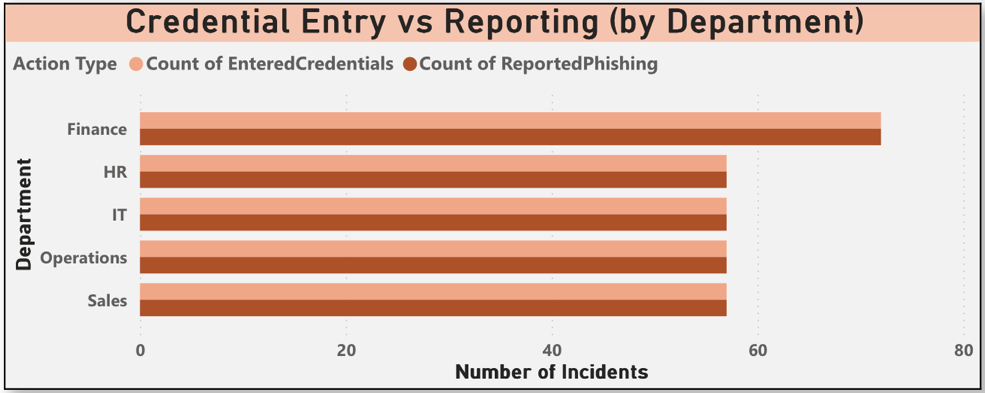 Credential Entry vs Reporting (by Department)
Action Type Count of EnteredCredentials Count of ReportedPhishing
Department
Finance
HR
IT
Operations
Sales
0 20 40 60 80
Number of Incidents